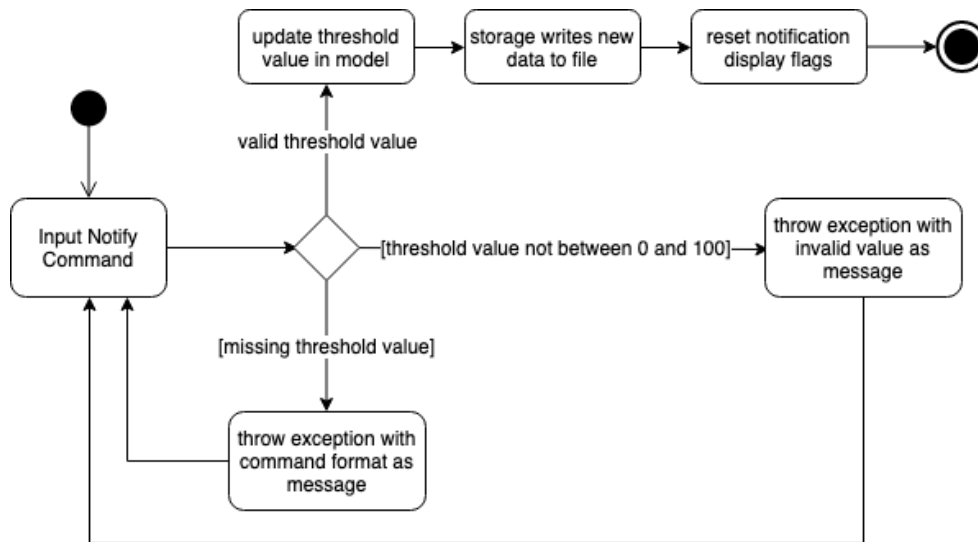 update threshold
value in model
storage writes new
data to file
reset notification
display flags
valid threshold value
Input Notify
Command
[threshold value not between 0 and 100]
throw exception with
invalid value as
message
[missing threshold value]
throw exception with
command format as
message